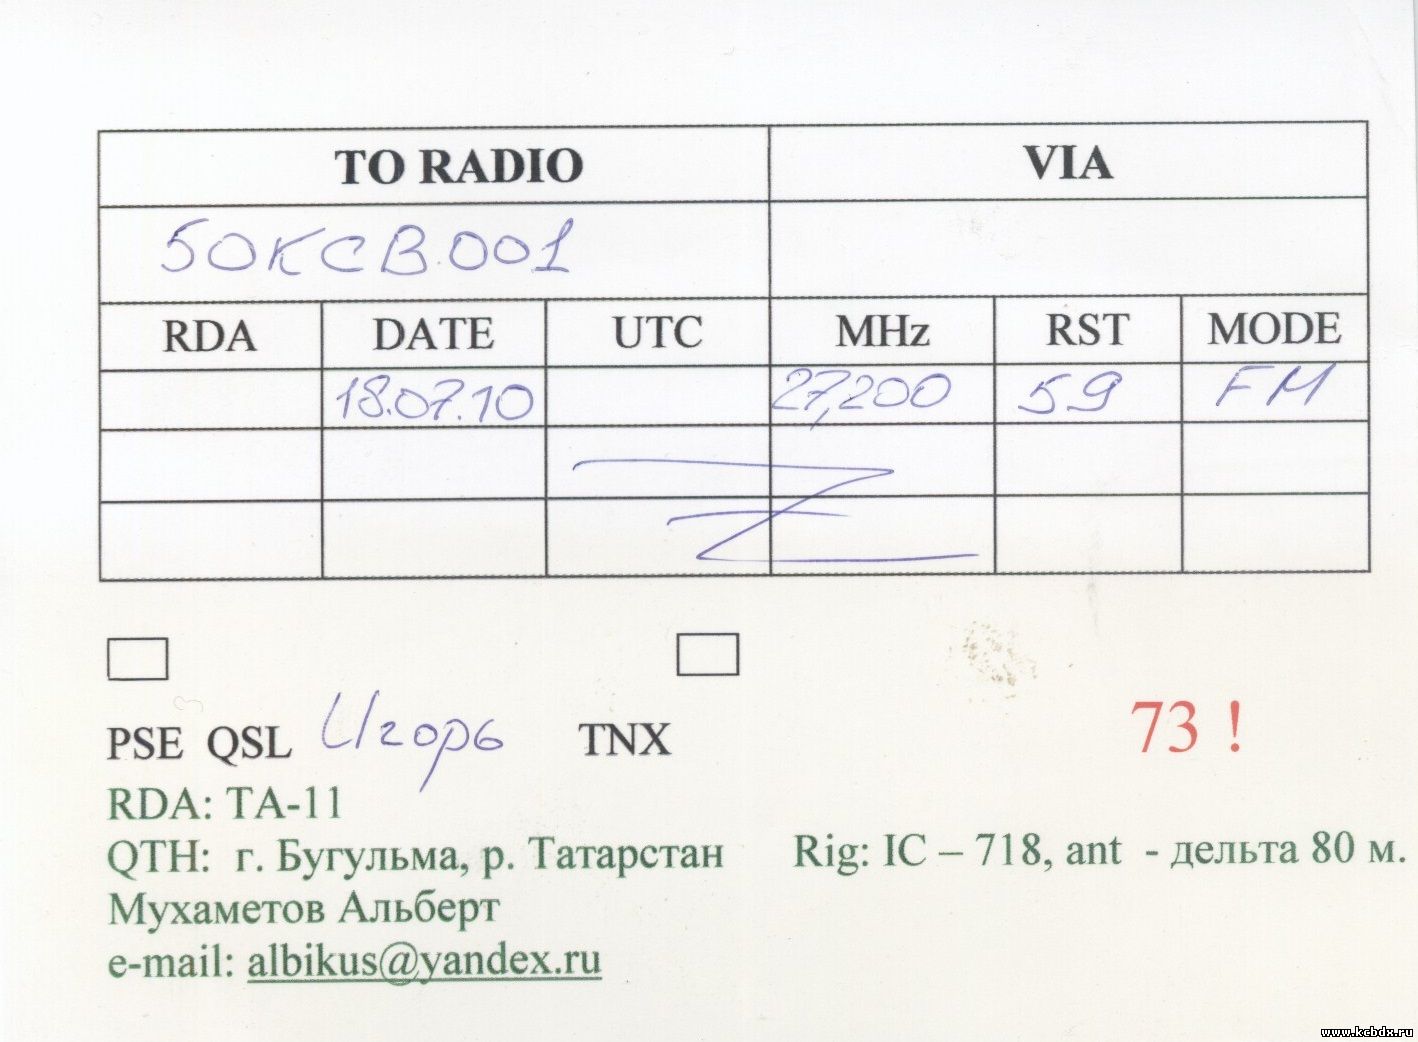 TO RADIO VIA
50KCB001
RDA DATE UTC MHz RST MODE
18.07.10 27,200 59 FM
PSE QSL Игорь TNX 73 !
RDA: TA-11
QTH: г. Бугульма, р. Татарстан Rig: IC – 718, ant - дельта 80 м.
Мухаметов Альберт
e-mail: albikus@yandex.ru
www.kcbdx.ru